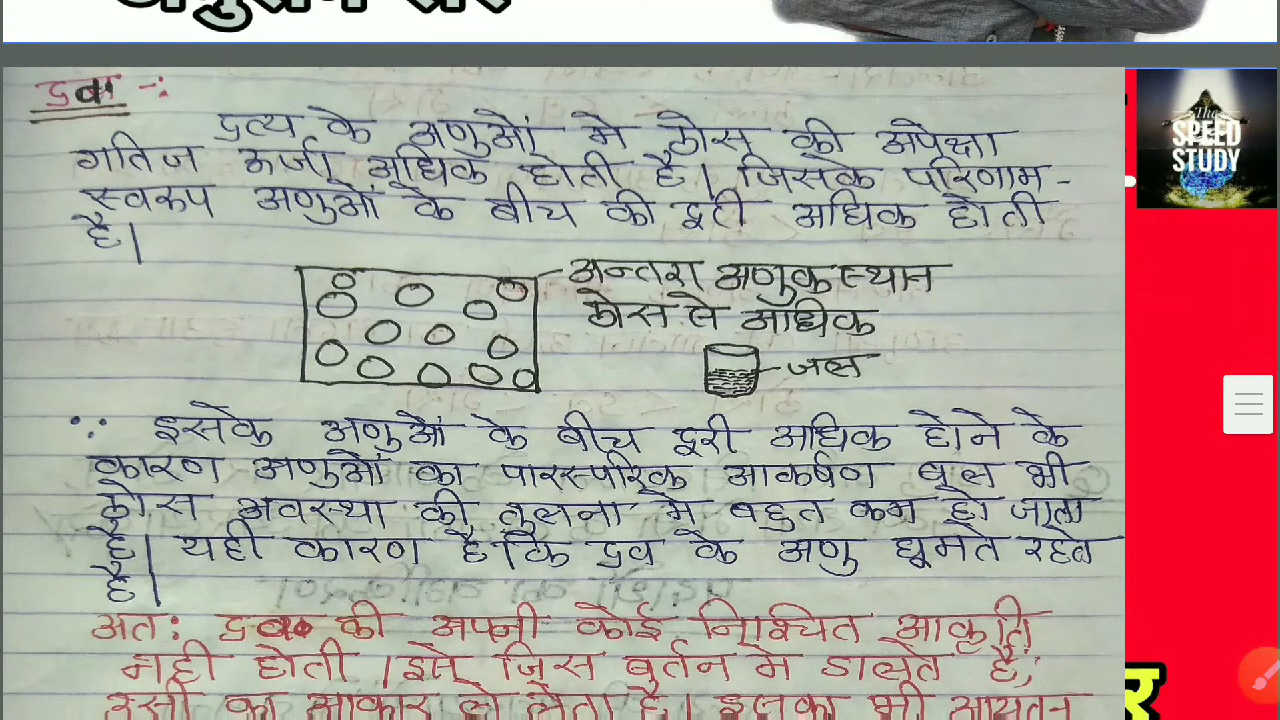 द्रव -:
द्रव्य के अणुओं मे ठोस की अपेक्षा
गतिज ऊर्जा अधिक होती है। जिसके परिणाम-
स्वरुप अणुओं के बीच की दूरी अधिक होती
है।
अन्तरा अणुक स्थान
ठोस से अधिक
जल
∵ इसके अणुओं के बीच दूरी अधिक होने के
कारण अणुओं का पारस्परिक आकर्षण बल भी
ठोस अवस्था की तुलना मे बहुत कम हो जाता
है। यही कारण है कि द्रव के अणु घूमते रहते
है।
अतः द्रव की अपनी कोई निश्चित आकृति
नही होती। इसे जिस बर्तन मे डालते है,
उसी का आकार ले लेता है। इसका भी आयतन
The
SPEED
STUDY